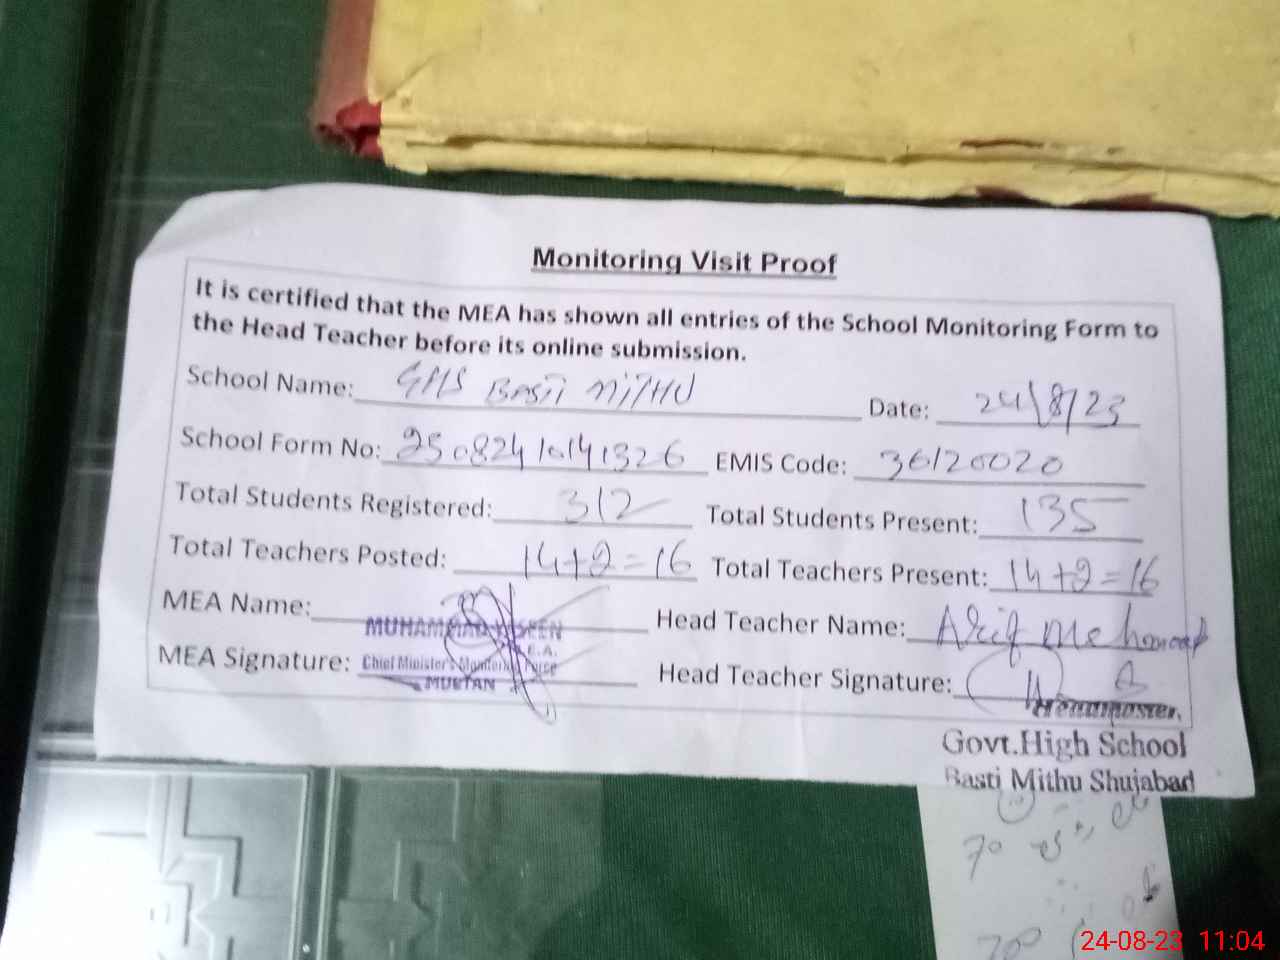 Monitoring Visit Proof
It is certified that the MEA has shown all entries of the School Monitoring Form to
the Head Teacher before its online submission.
School Name: GHS BASTI MITHU Date: 24/8/23
School Form No: 25082410141326 EMIS Code: 36120020
Total Students Registered: 312 Total Students Present: 135
Total Teachers Posted: 14+2=16 Total Teachers Present: 14+2=16
MEA Name: Head Teacher Name: Arif Mehmood
MUHAMMAD
M.E.A.
MEA Signature: Chief Minister's Monitoring Force Head Teacher Signature:
MULTAN
Headmaster,
Govt.High School
Basti Mithu Shujabad
70
700
24-08-23 11:04